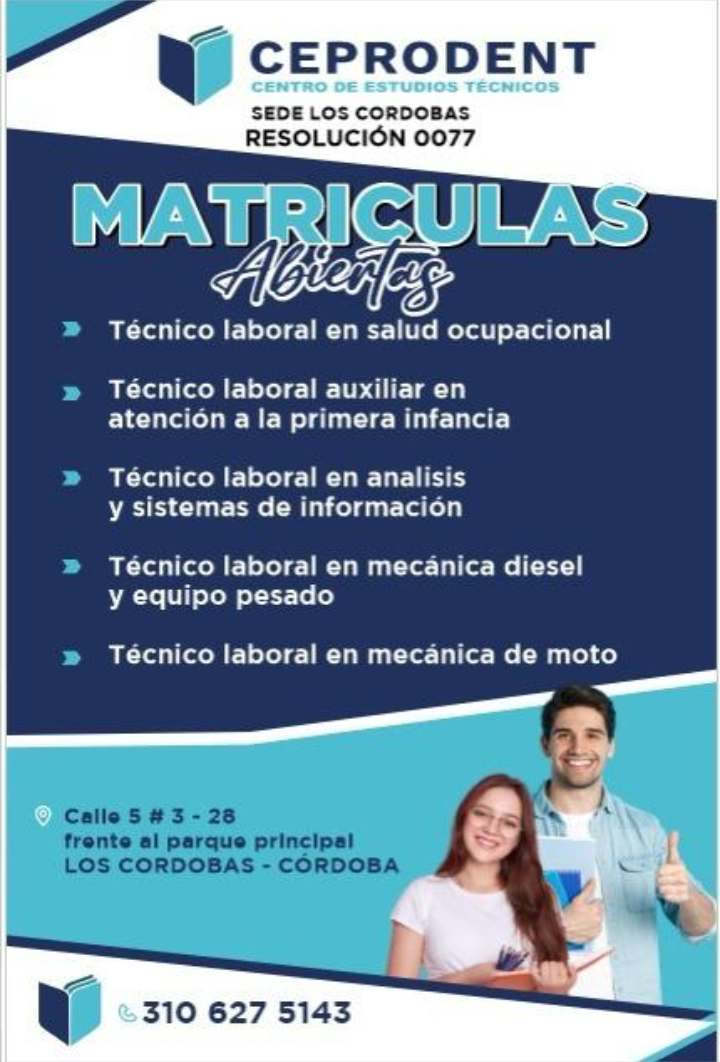 CEPRODENT
CENTRO DE ESTUDIOS TÉCNICOS
SEDE LOS CORDOBAS
RESOLUCIÓN 0077
MATRICULAS
Abiertas
Técnico laboral en salud ocupacional
Técnico laboral auxiliar en
atención a la primera infancia
Técnico laboral en analisis
y sistemas de información
Técnico laboral en mecánica diesel
y equipo pesado
Técnico laboral en mecánica de moto
Calle 5 # 3 - 28
frente al parque principal
LOS CORDOBAS - CÓRDOBA
310 627 5143